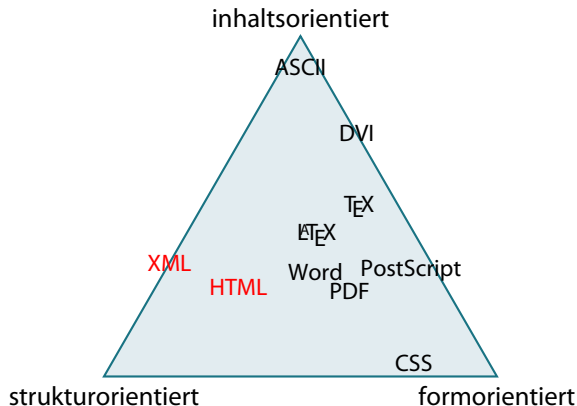 inhaltsorientiert
ASCII
DVI
TEX
LATEX
XML
Word
PostScript
HTML
PDF
CSS
strukturorientiert
formorientiert